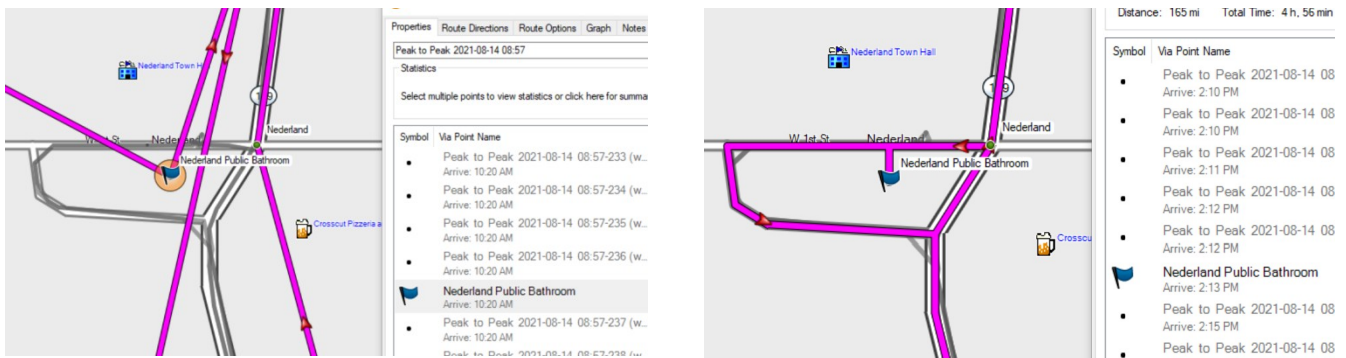 Nederland Town H
Nederland
W 1st St
Nederland Public Bathroom
Crosscut Pizzeria a
Properties Route Directions Route Options Graph Notes
Peak to Peak 2021-08-14 08:57
Statistics
Select multiple points to view statistics or click here for summa
Symbol Via Point Name
Peak to Peak 2021-08-14 08:57-233 (w...
Arrive: 10:20 AM
Peak to Peak 2021-08-14 08:57-234 (w...
Arrive: 10:20 AM
Peak to Peak 2021-08-14 08:57-235 (w...
Arrive: 10:20 AM
Peak to Peak 2021-08-14 08:57-236 (w...
Arrive: 10:20 AM
Nederland Public Bathroom
Arrive: 10:20 AM
Peak to Peak 2021-08-14 08:57-237 (w...
Arrive: 10:20 AM
Peak to Peak 2021-08-14 08:57-238 (w...
Nederland Town Hall
Nederland
W 1st St Nederland
Nederland Public Bathroom
Crosscu
Distance: 165 mi Total Time: 4 h, 56 min
Symbol Via Point Name
Peak to Peak 2021-08-14 08
Arrive: 2:10 PM
Peak to Peak 2021-08-14 08
Arrive: 2:10 PM
Peak to Peak 2021-08-14 08
Arrive: 2:11 PM
Peak to Peak 2021-08-14 08
Arrive: 2:12 PM
Peak to Peak 2021-08-14 08
Arrive: 2:12 PM
Nederland Public Bathroom
Arrive: 2:13 PM
Peak to Peak 2021-08-14 08
Arrive: 2:15 PM
Peak to Peak 2021-08-14 08